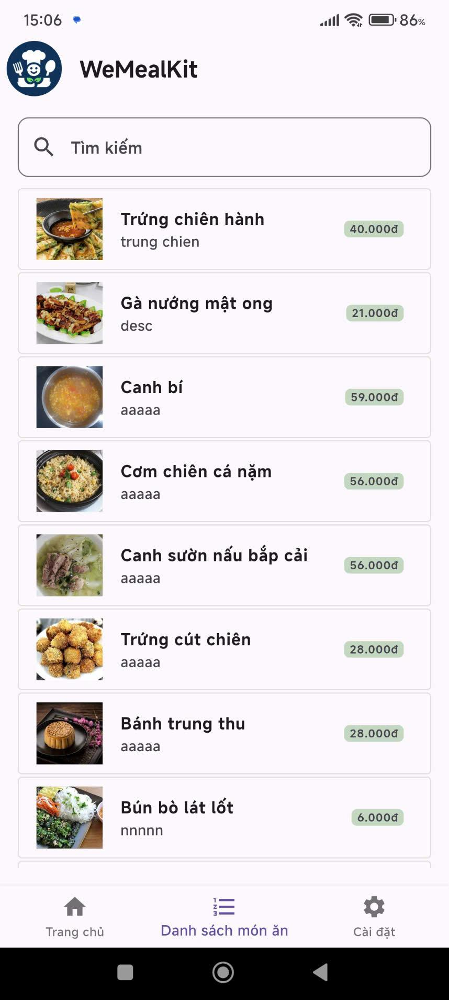 15:06
86%
WeMealKit
Tìm kiếm
Trứng chiên hành
trung chien
40.000đ
Gà nướng mật ong
desc
21.000đ
Canh bí
aaaaa
59.000đ
Cơm chiên cá nặm
aaaaa
56.000đ
Canh sườn nấu bắp cải
aaaaa
56.000đ
Trứng cút chiên
aaaaa
28.000đ
Bánh trung thu
aaaaa
28.000đ
Bún bò lát lốt
nnnnn
6.000đ
Trang chủ
Danh sách món ăn
Cài đặt